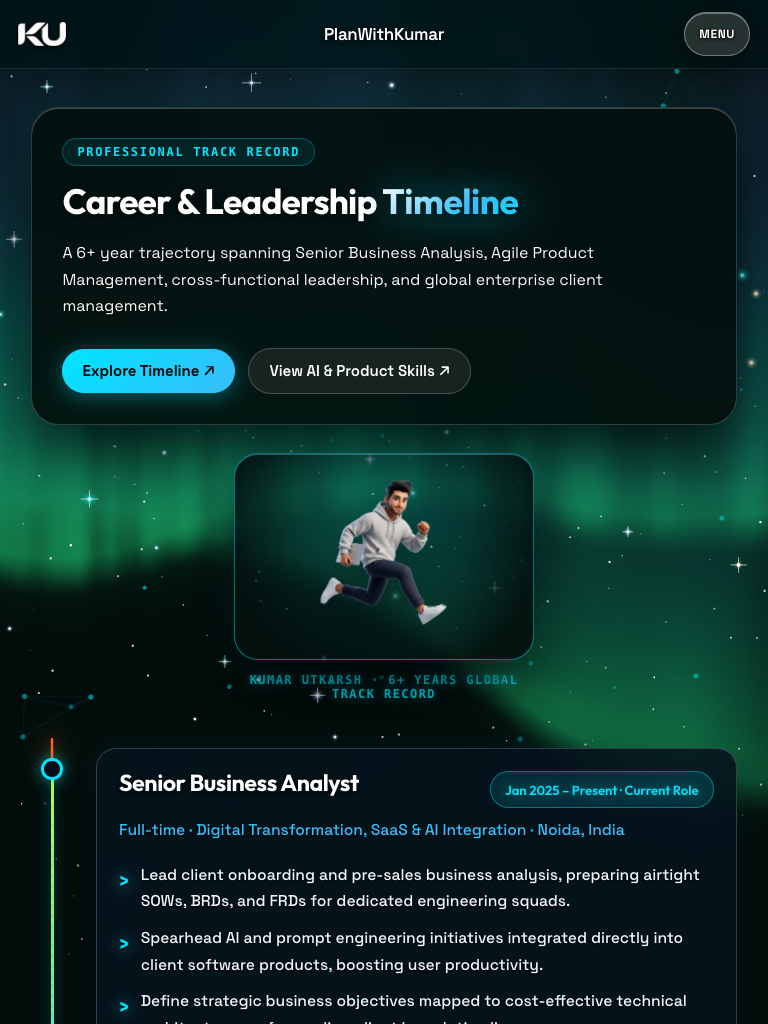 KU
PlanWithKumar
MENU
PROFESSIONAL TRACK RECORD
Career & Leadership Timeline
A 6+ year trajectory spanning Senior Business Analysis, Agile Product
Management, cross-functional leadership, and global enterprise client
management.
Explore Timeline ↗
View AI & Product Skills ↗
KUMAR UTKARSH · 6+ YEARS GLOBAL
TRACK RECORD
Senior Business Analyst
Jan 2025 – Present · Current Role
Full-time · Digital Transformation, SaaS & AI Integration · Noida, India
> Lead client onboarding and pre-sales business analysis, preparing airtight
SOWs, BRDs, and FRDs for dedicated engineering squads.
> Spearhead AI and prompt engineering initiatives integrated directly into
client software products, boosting user productivity.
> Define strategic business objectives mapped to cost-effective technical